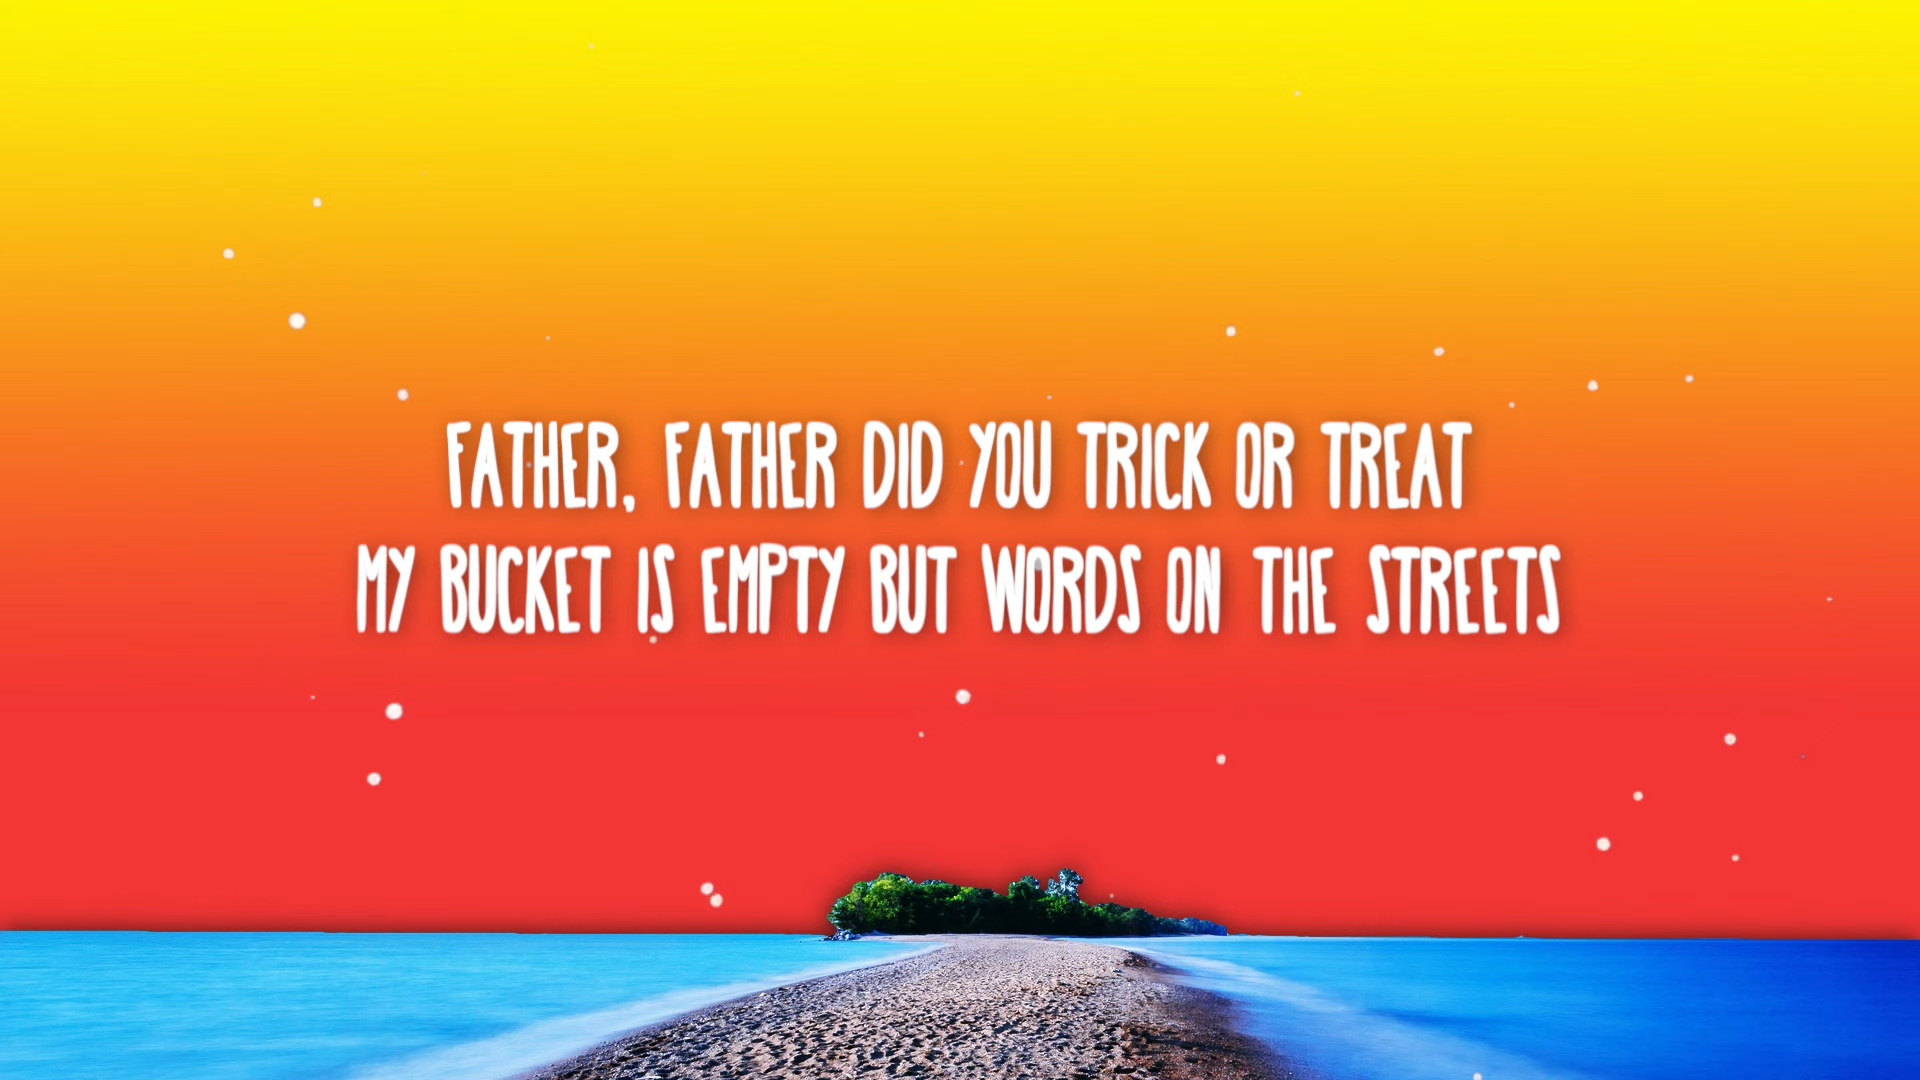 FATHER, FATHER DID YOU TRICK OR TREAT
MY BUCKET IS EMPTY BUT WORDS ON THE STREETS